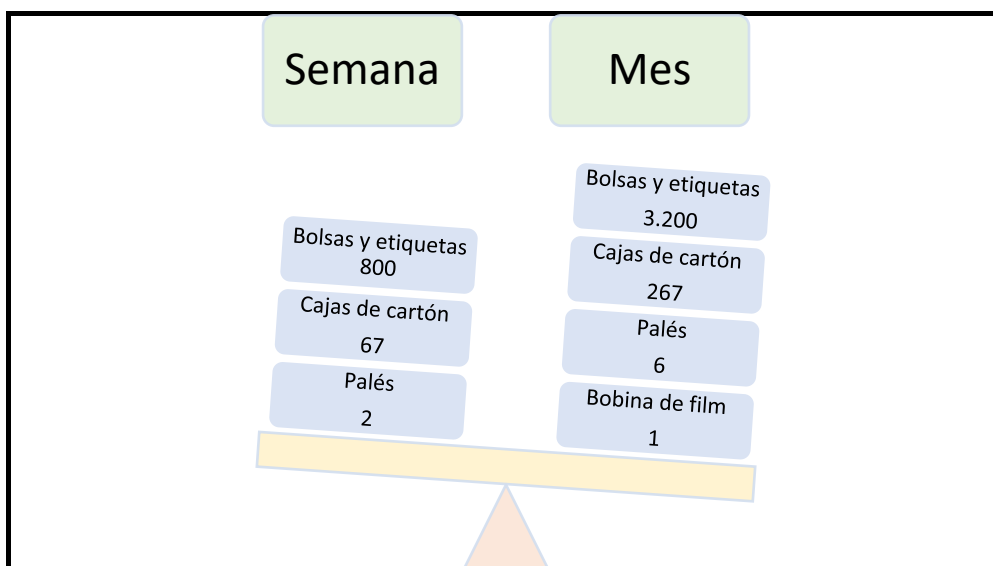 Semana
Bolsas y etiquetas
800
Cajas de cartón
67
Palés
2
Mes
Bolsas y etiquetas
3.200
Cajas de cartón
267
Palés
6
Bobina de film
1